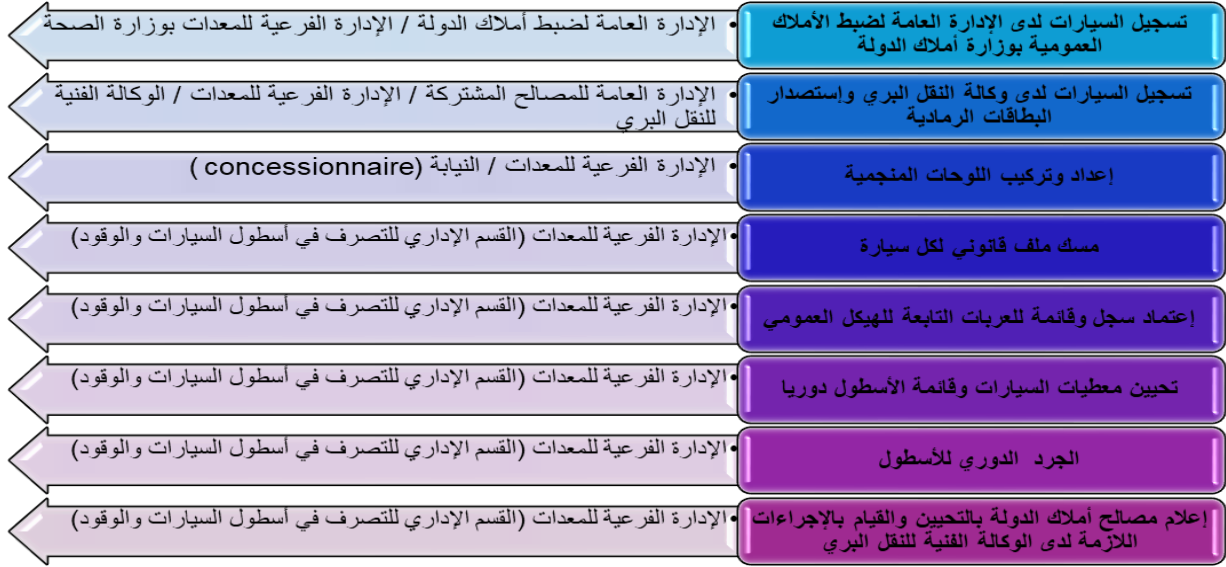 تسجيل السيارات لدى الإدارة العامة لضبط الأملاك
العمومية بوزارة أملاك الدولة
• الإدارة العامة لضبط أملاك الدولة / الإدارة الفرعية للمعدات بوزارة الصحة
تسجيل السيارات لدى وكالة النقل البري وإستصدار
البطاقات الرمادية
• الإدارة العامة للمصالح المشتركة / الإدارة الفرعية للمعدات / الوكالة الفنية
للنقل البري
إعداد وتركيب اللوحات المنجمية
• الإدارة الفرعية للمعدات / النيابة (concessionnaire )
مسك ملف قانوني لكل سيارة
•الإدارة الفرعية للمعدات (القسم الإداري للتصرف في أسطول السيارات والوقود)
إعتماد سجل وقائمة للعربات التابعة للهيكل العمومي
•الإدارة الفرعية للمعدات (القسم الإداري للتصرف في أسطول السيارات والوقود)
تحيين معطيات السيارات وقائمة الأسطول دوريا
•الإدارة الفرعية للمعدات (القسم الإداري للتصرف في أسطول السيارات والوقود)
الجرد الدوري للأسطول
•الإدارة الفرعية للمعدات (القسم الإداري للتصرف في أسطول السيارات والوقود)
إعلام مصالح أملاك الدولة بالتحيين والقيام بالإجراءات
اللازمة لدى الوكالة الفنية للنقل البري
•الإدارة الفرعية للمعدات (القسم الإداري للتصرف في أسطول السيارات والوقود)